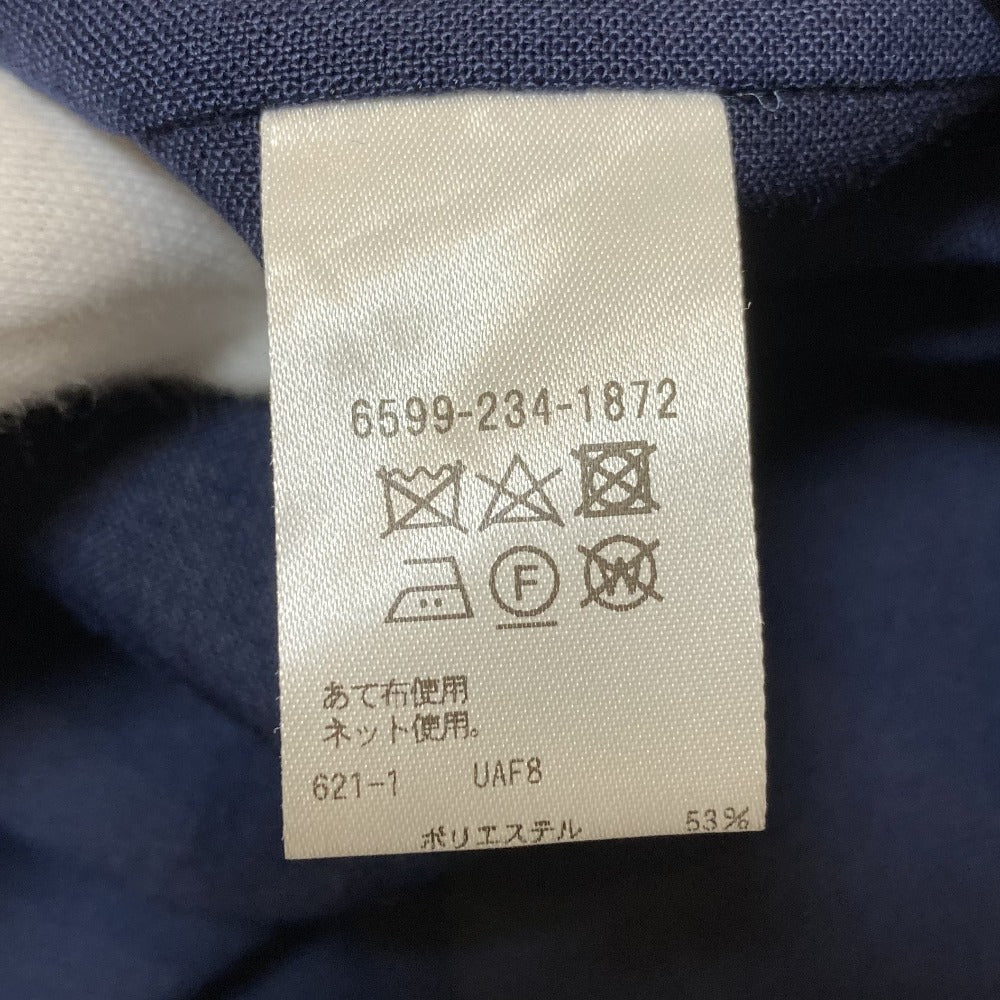 6599-234-1872
F W
あて布使用
ネット使用。
621-1 UAF8
ポリエステル 53%